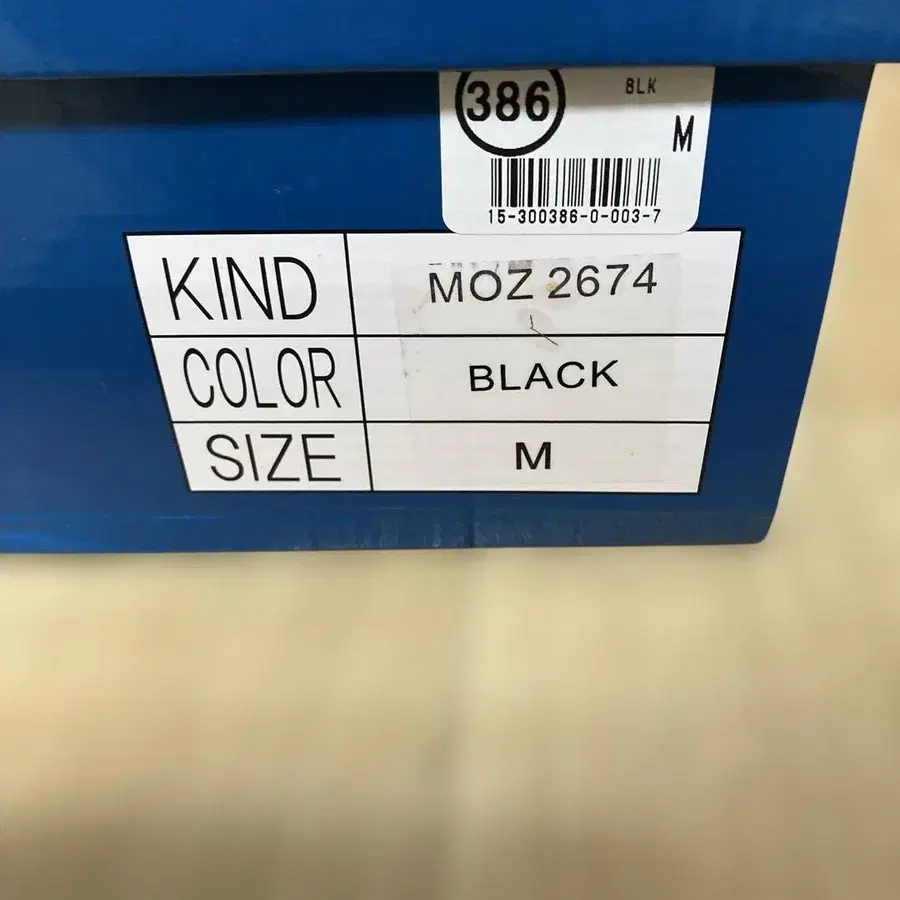 386 BLK
M
15-300386-0-003-7
KIND MOZ 2674
COLOR BLACK
SIZE M